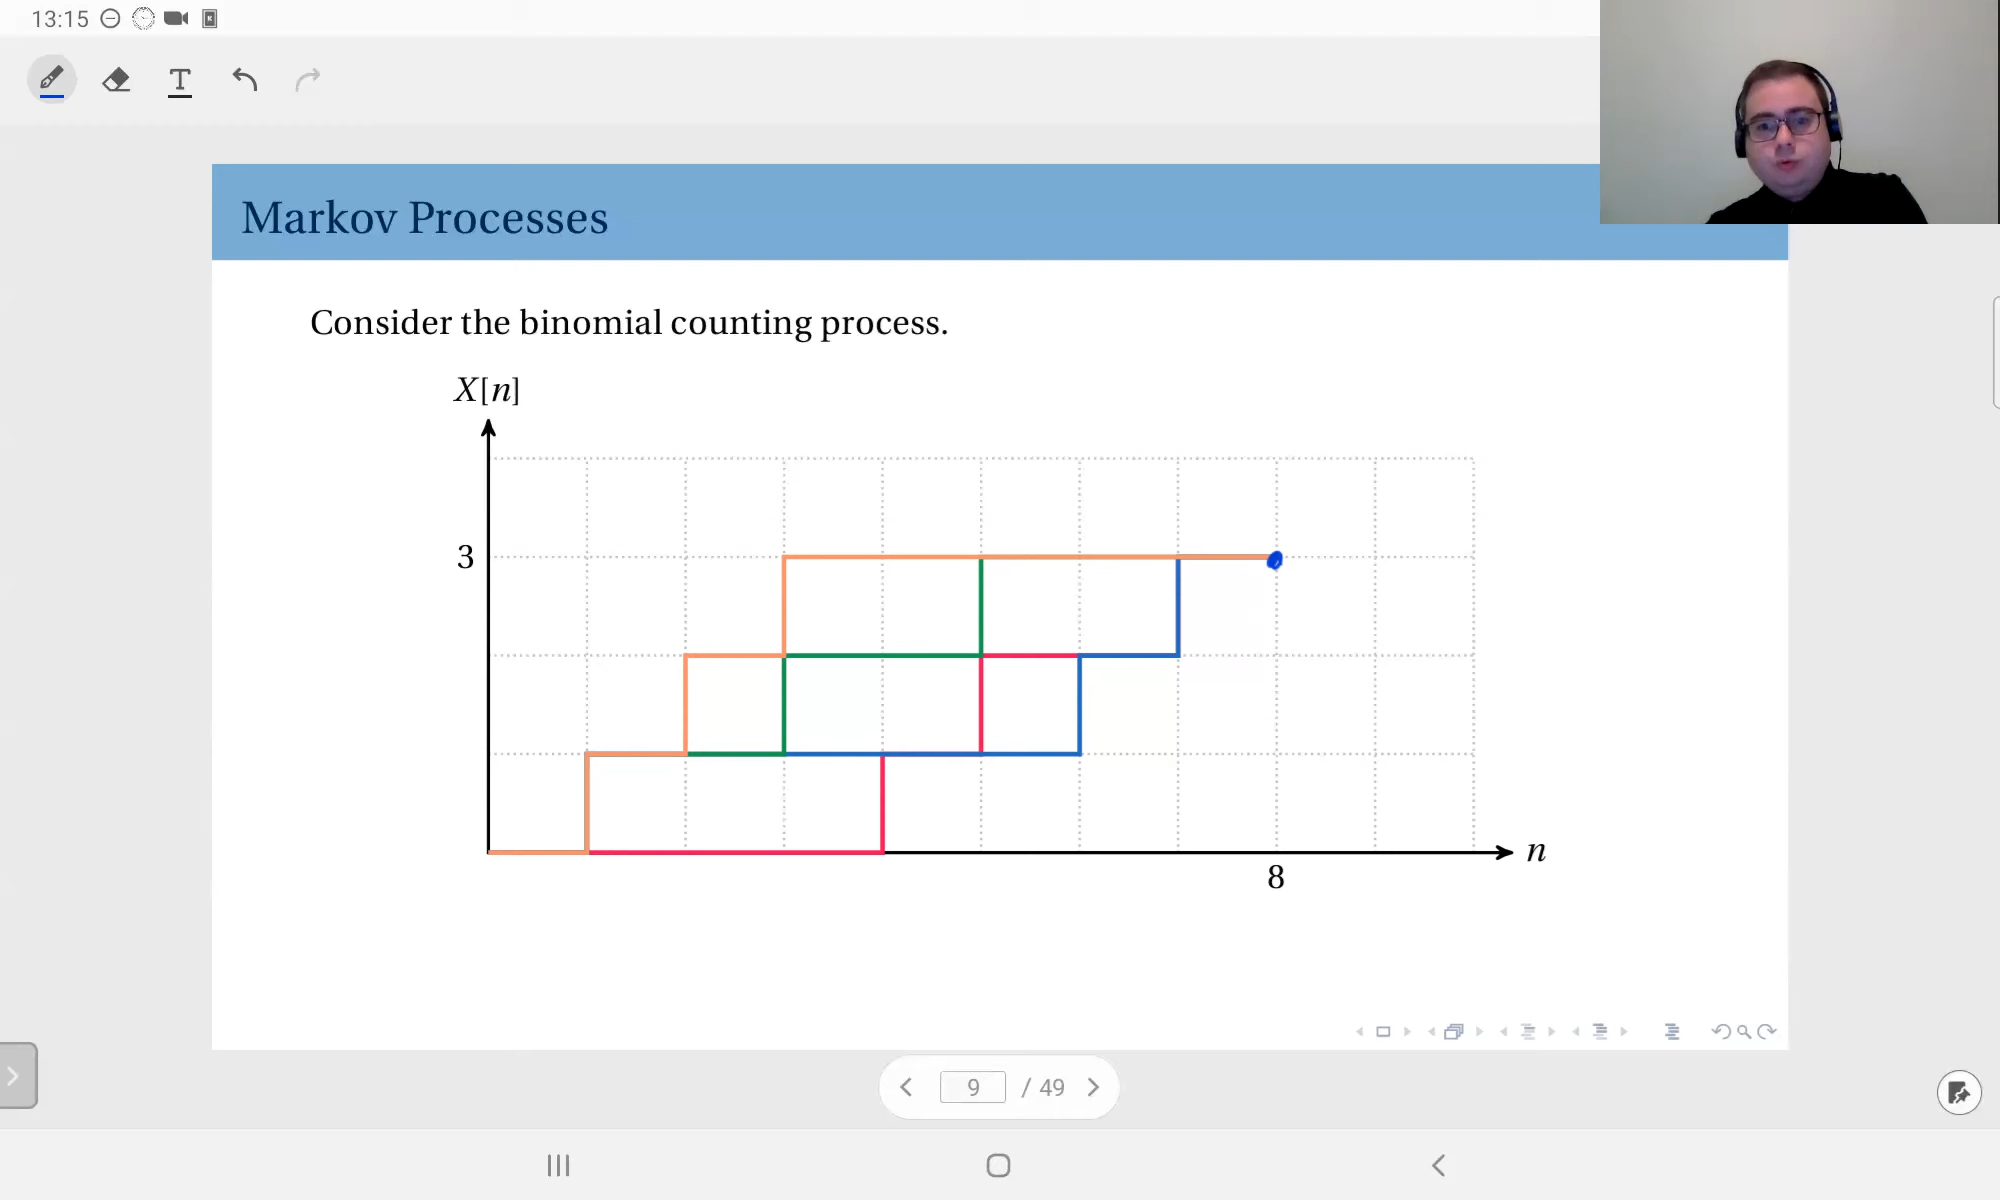 13:15
T
Markov Processes
Consider the binomial counting process.
X[n]
3
n
8
9 / 49